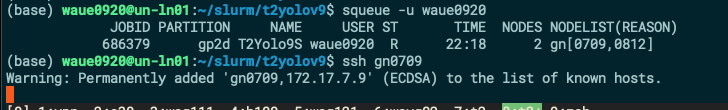 (base) waue0920@un-ln01:~/slurm/t2yolov9$ squeue -u waue0920
JOBID PARTITION NAME USER ST TIME NODES NODELIST(REASON)
686379 gp2d T2Yolo9S waue0920 R 22:18 2 gn[0709,0812]
(base) waue0920@un-ln01:~/slurm/t2yolov9$ ssh gn0709
Warning: Permanently added 'gn0709,172.17.7.9' (ECDSA) to the list of known hosts.